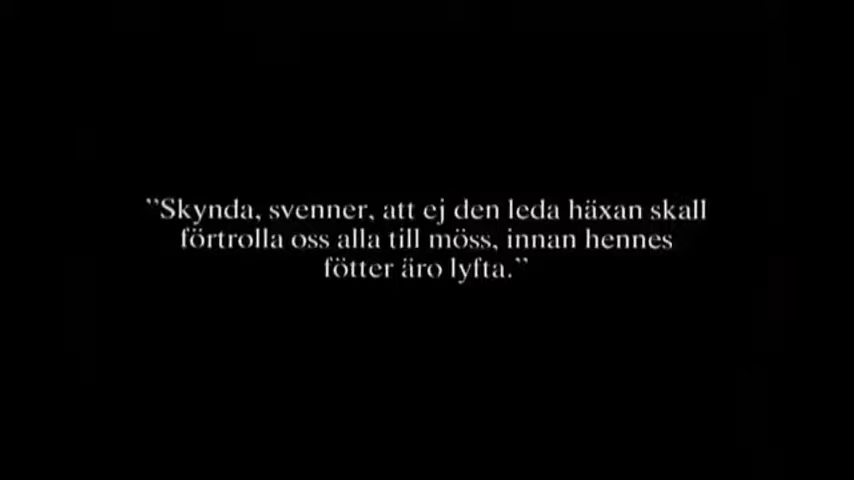 ”Skynda, svenner, att ej den leda häxan skall
förtrolla oss alla till möss, innan hennes
fötter äro lyfta.”